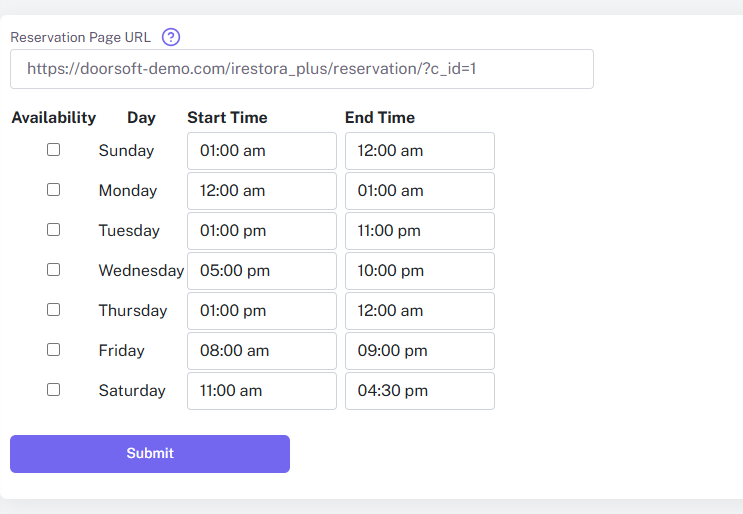 Reservation Page URL ?
https://doorsoft-demo.com/irestora_plus/reservation/?c_id=1
Availability Day Start Time End Time
Sunday 01:00 am 12:00 am
Monday 12:00 am 01:00 am
Tuesday 01:00 pm 11:00 pm
Wednesday 05:00 pm 10:00 pm
Thursday 01:00 pm 12:00 am
Friday 08:00 am 09:00 pm
Saturday 11:00 am 04:30 pm
Submit